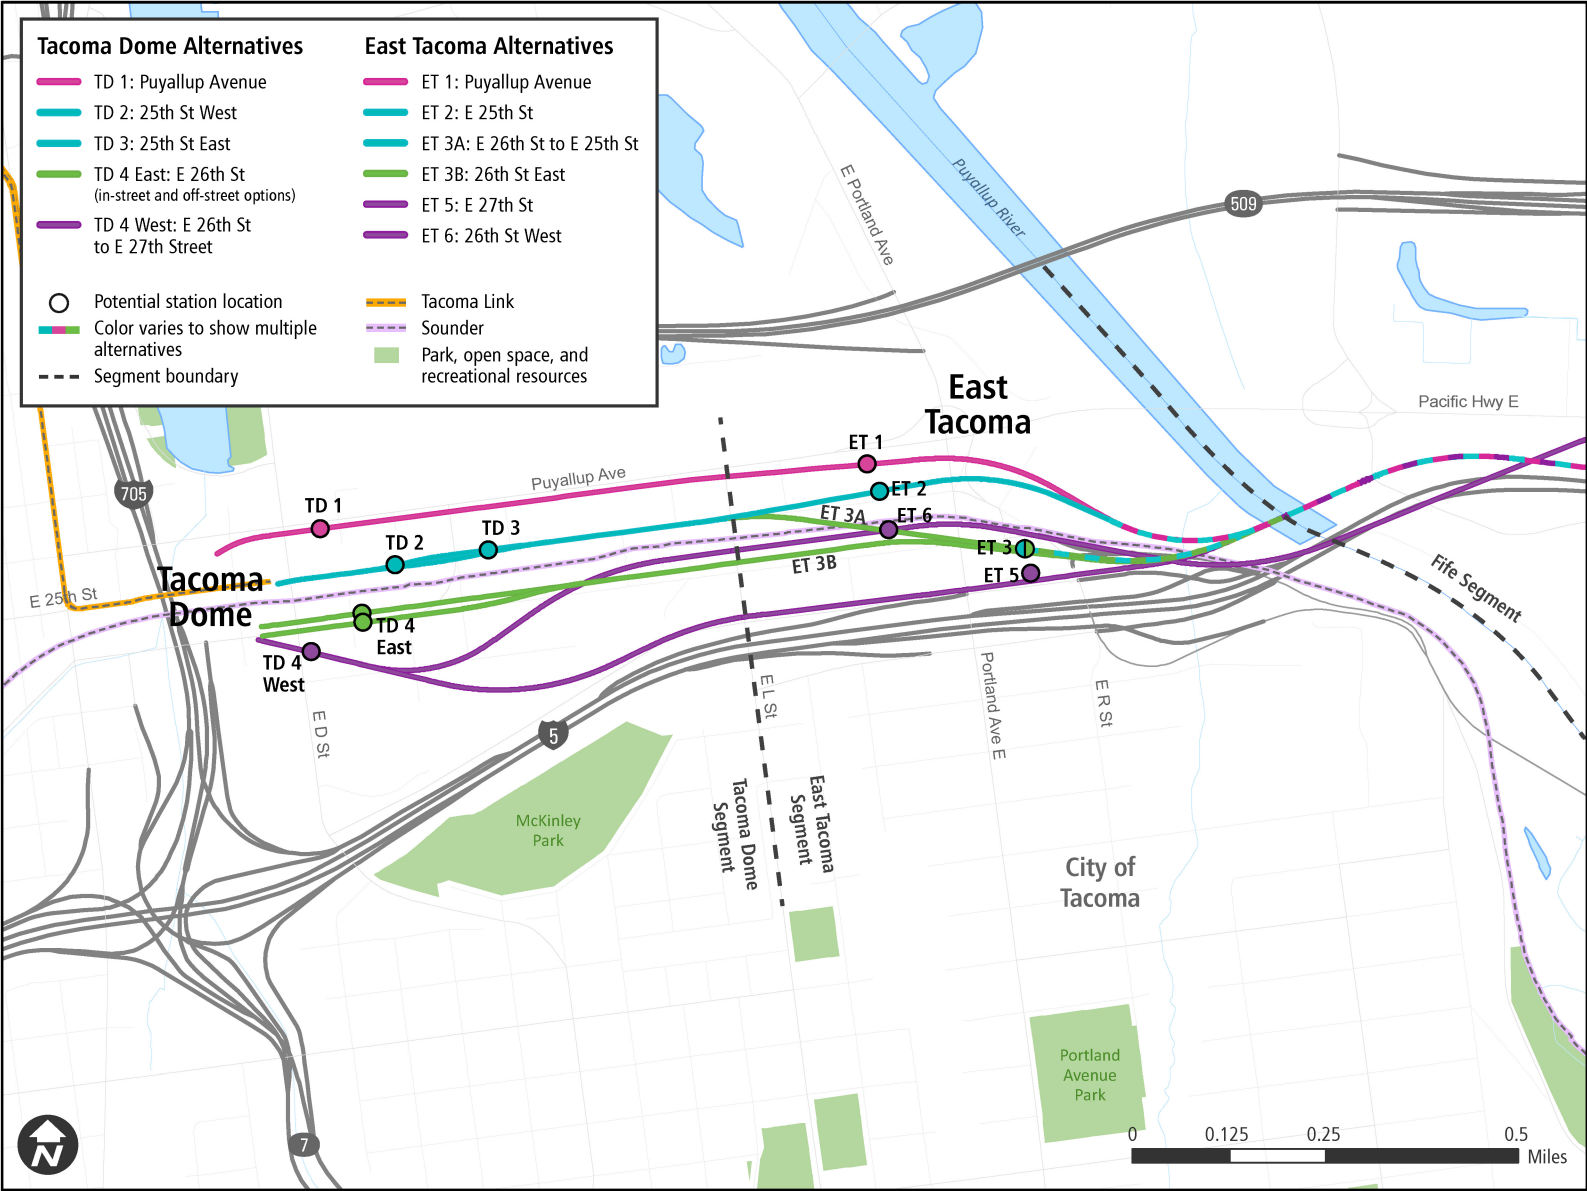 Tacoma Dome Alternatives
TD 1: Puyallup Avenue
TD 2: 25th St West
TD 3: 25th St East
TD 4 East: E 26th St
(in-street and off-street options)
TD 4 West: E 26th St
to E 27th Street
East Tacoma Alternatives
ET 1: Puyallup Avenue
ET 2: E 25th St
ET 3A: E 26th St to E 25th St
ET 3B: 26th St East
ET 5: E 27th St
ET 6: 26th St West
Potential station location
Color varies to show multiple
alternatives
Segment boundary
Tacoma Link
Sounder
Park, open space, and
recreational resources
E Portland Ave
Puyallup River
509
Pacific Hwy E
East
Tacoma
ET 1
ET 2
ET 3A
ET 6
ET 3
ET 5
ET 3B
Puyallup Ave
705
TD 1
TD 3
TD 2
Tacoma
Dome
E 25th St
TD 4
East
TD 4
West
E D St
5
E L St
Portland Ave E
E R St
Fife Segment
Tacoma Dome
Segment
East Tacoma
Segment
McKinley
Park
City of
Tacoma
Portland
Avenue
Park
7
N
0 0.125 0.25 0.5
Miles